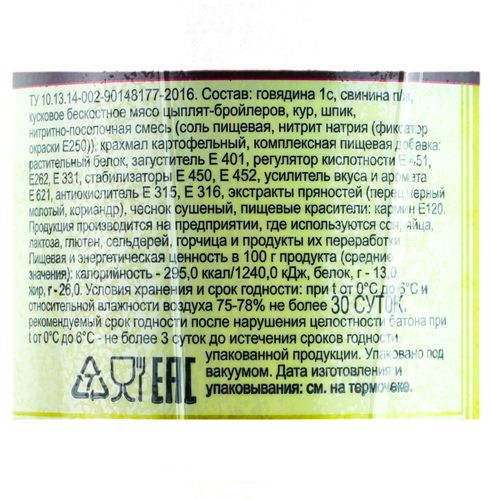 ТУ 10.13.14-002-90148177-2016. Состав: говядина 1с, свинина п/ж,
кусковое бескостное мясо цыплят-бройлеров, кур, шпик,
нитритно-посолочная смесь (соль пищевая, нитрит натрия (фиксатор
окраски Е250)), крахмал картофельный, комплексная пищевая добавка:
растительный белок, загуститель Е 401, регулятор кислотности Е 451,
Е262, Е 331, стабилизаторы Е 450, Е 452, усилитель вкуса и аромата
Е 621, антиокислитель Е 315, Е 316, экстракты пряностей (перец черный
молотый, кориандр), чеснок сушеный, пищевые красители: кармин Е120.
Продукция производится на предприятии, где используются соя, яйца,
лактоза, глютен, сельдерей, горчица и продукты их переработки.
Пищевая и энергетическая ценность в 100 г продукта (средние
значения): калорийность - 295,0 ккал/1240,0 кДж, белок, г - 13,0,
жир, г - 26,0. Условия хранения и срок годности: при t от 0°С до 6°С и
относительной влажности воздуха 75-78% не более 30 СУТОК,
рекомендуемый срок годности после нарушения целостности батона при
t от 0°С до 6°С - не более 3 суток до истечения сроков годности
упакованной продукции. Упаковано под
вакуумом. Дата изготовления и
упаковывания: см. на термочеке.
ЕАС